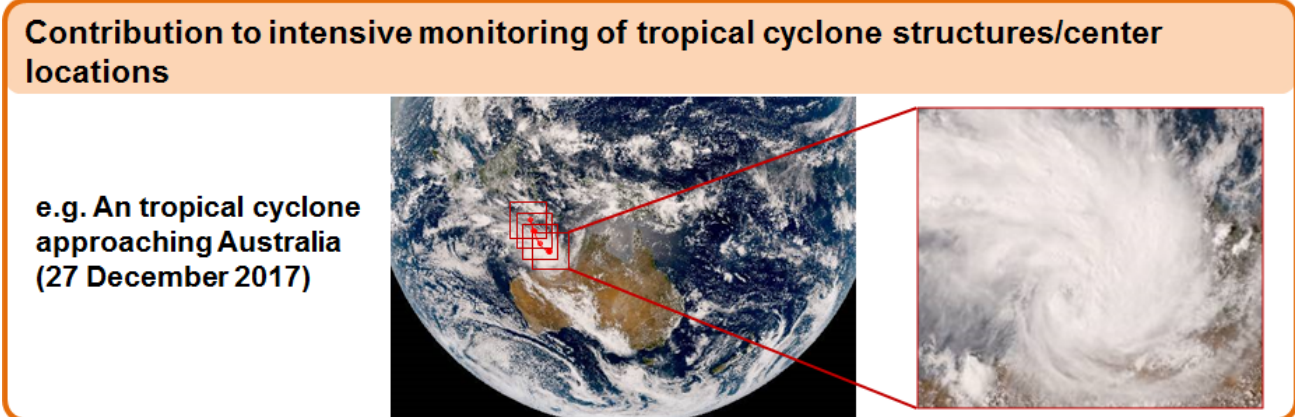 Contribution to intensive monitoring of tropical cyclone structures/center
locations
e.g. An tropical cyclone
approaching Australia
(27 December 2017)